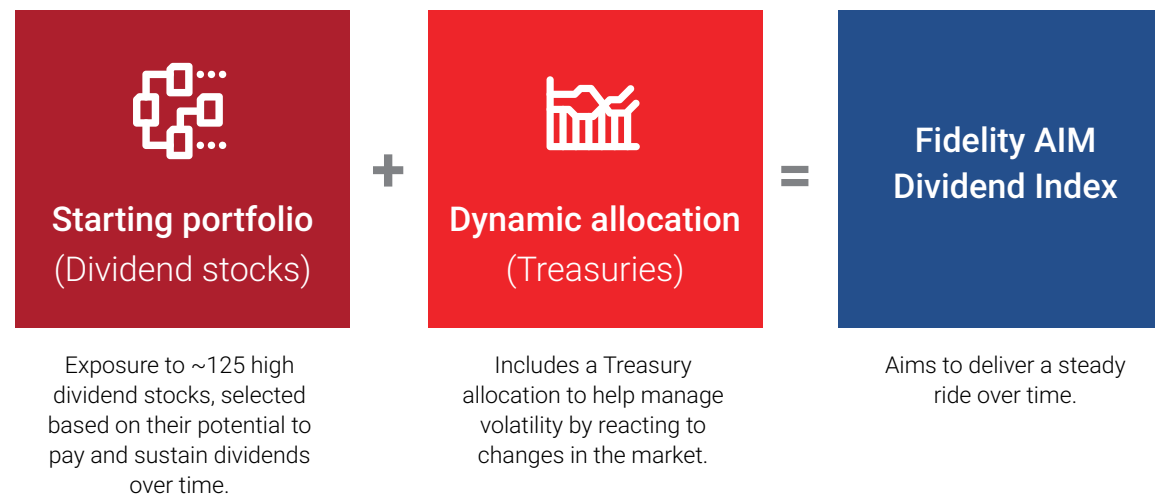 Starting portfolio
(Dividend stocks)
Exposure to ~125 high
dividend stocks, selected
based on their potential to
pay and sustain dividends
over time.
+
Dynamic allocation
(Treasuries)
Includes a Treasury
allocation to help manage
volatility by reacting to
changes in the market.
=
Fidelity AIM
Dividend Index
Aims to deliver a steady
ride over time.